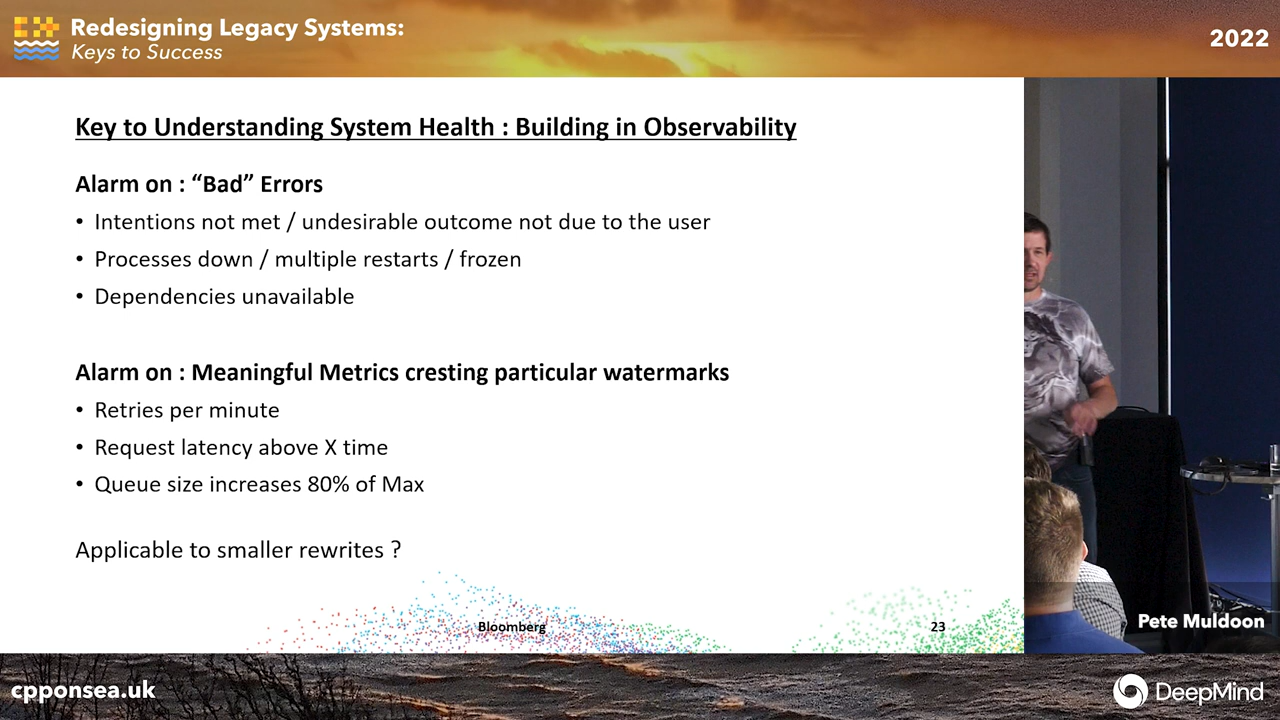 Redesigning Legacy Systems:
Keys to Success
2022
Key to Understanding System Health : Building in Observability
Alarm on : “Bad” Errors
• Intentions not met / undesirable outcome not due to the user
• Processes down / multiple restarts / frozen
• Dependencies unavailable
Alarm on : Meaningful Metrics cresting particular watermarks
• Retries per minute
• Request latency above X time
• Queue size increases 80% of Max
Applicable to smaller rewrites ?
Bloomberg
23
Pete Muldoon
cpponsea.uk
DeepMind